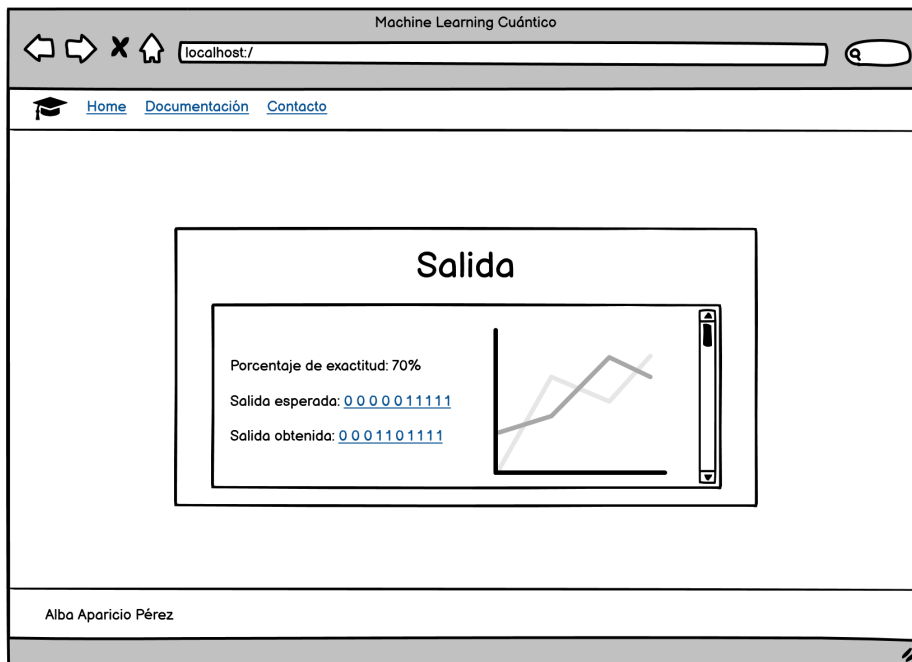 Machine Learning Cuántico
localhost:/
Home Documentación Contacto
Salida
Porcentaje de exactitud: 70%
Salida esperada: 0 0 0 0 0 1 1 1 1 1
Salida obtenida: 0 0 0 1 1 0 1 1 1 1
Alba Aparicio Pérez